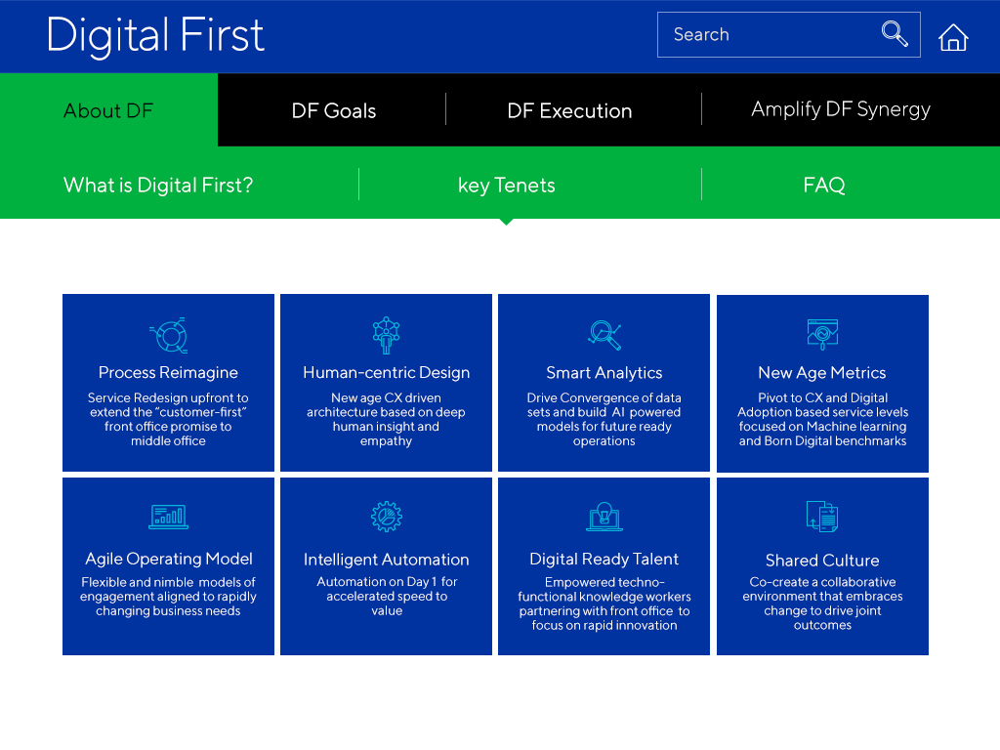 Digital First
Search
About DF
DF Goals
DF Execution
Amplify DF Synergy
What is Digital First?
key Tenets
FAQ
Process Reimagine
Service Redesign upfront to
extend the “customer-first”
front office promise to
middle office
Human-centric Design
New age CX driven
architecture based on deep
human insight and
empathy
Smart Analytics
Drive Convergence of data
sets and build AI powered
models for future ready
operations
New Age Metrics
Pivot to CX and Digital
Adoption based service levels
focused on Machine learning
and Born Digital benchmarks
Agile Operating Model
Flexible and nimble models of
engagement aligned to rapidly
changing business needs
Intelligent Automation
Automation on Day 1 for
accelerated speed to
value
Digital Ready Talent
Empowered techno-
functional knowledge workers
partnering with front office to
focus on rapid innovation
Shared Culture
Co-create a collaborative
environment that embraces
change to drive joint
outcomes